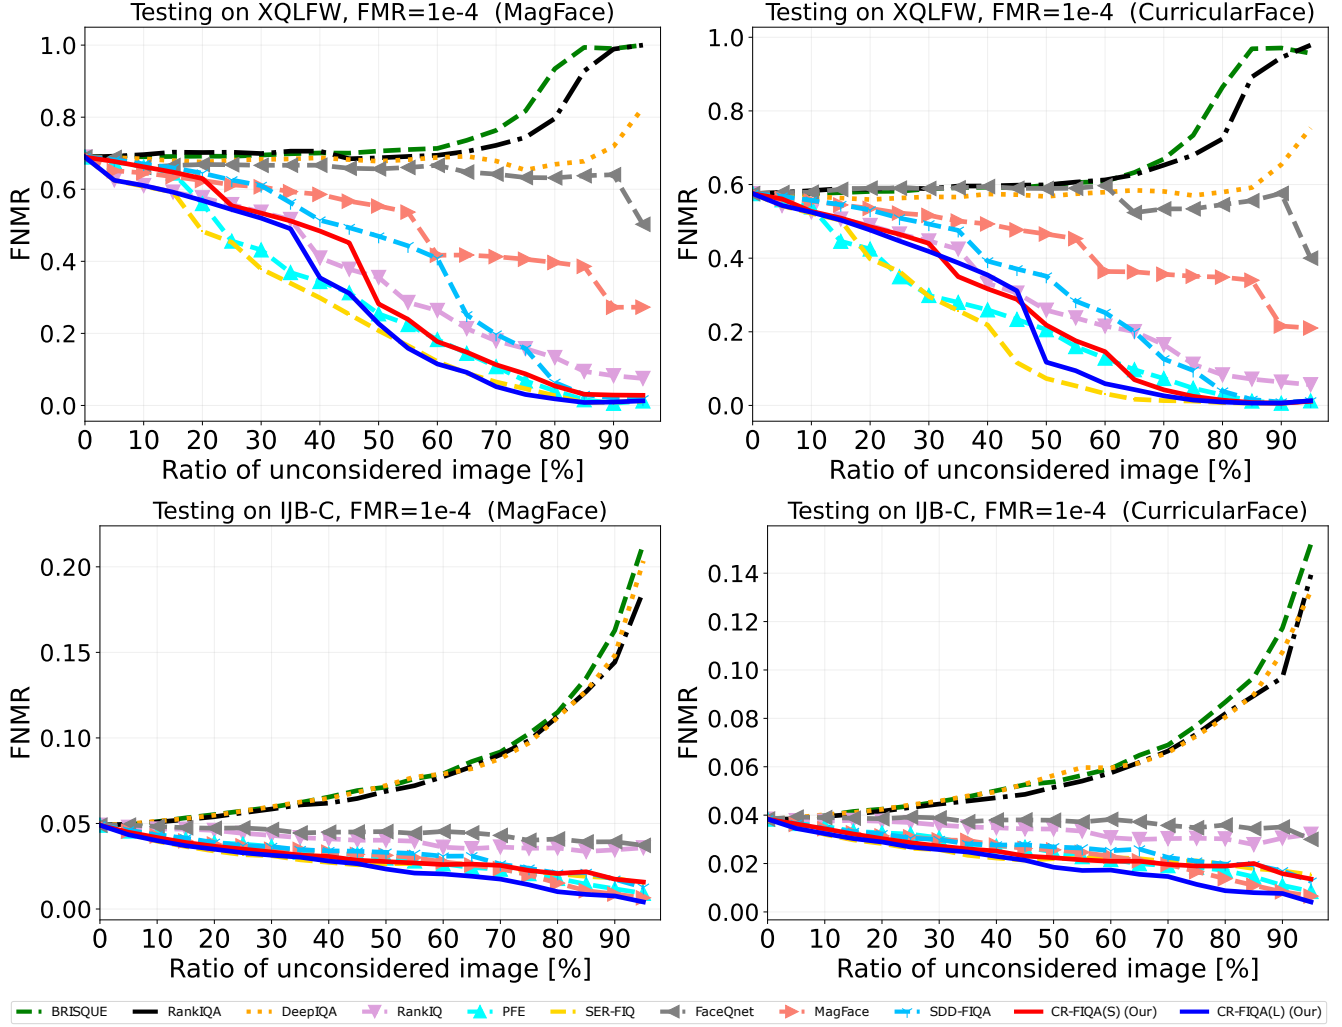 Testing on XQLFW, FMR=1e-4 (MagFace)
FNMR
1.0
0.8
0.6
0.4
0.2
0.0
0 10 20 30 40 50 60 70 80 90
Ratio of unconsidered image [%]
Testing on XQLFW, FMR=1e-4 (CurricularFace)
FNMR
1.0
0.8
0.6
0.4
0.2
0.0
0 10 20 30 40 50 60 70 80 90
Ratio of unconsidered image [%]
Testing on IJB-C, FMR=1e-4 (MagFace)
FNMR
0.20
0.15
0.10
0.05
0.00
0 10 20 30 40 50 60 70 80 90
Ratio of unconsidered image [%]
Testing on IJB-C, FMR=1e-4 (CurricularFace)
FNMR
0.14
0.12
0.10
0.08
0.06
0.04
0.02
0.00
0 10 20 30 40 50 60 70 80 90
Ratio of unconsidered image [%]
BRISQUE RankIQA DeepIQA RankIQ PFE SER-FIQ FaceQnet MagFace SDD-FIQA CR-FIQA(S) (Our) CR-FIQA(L) (Our)